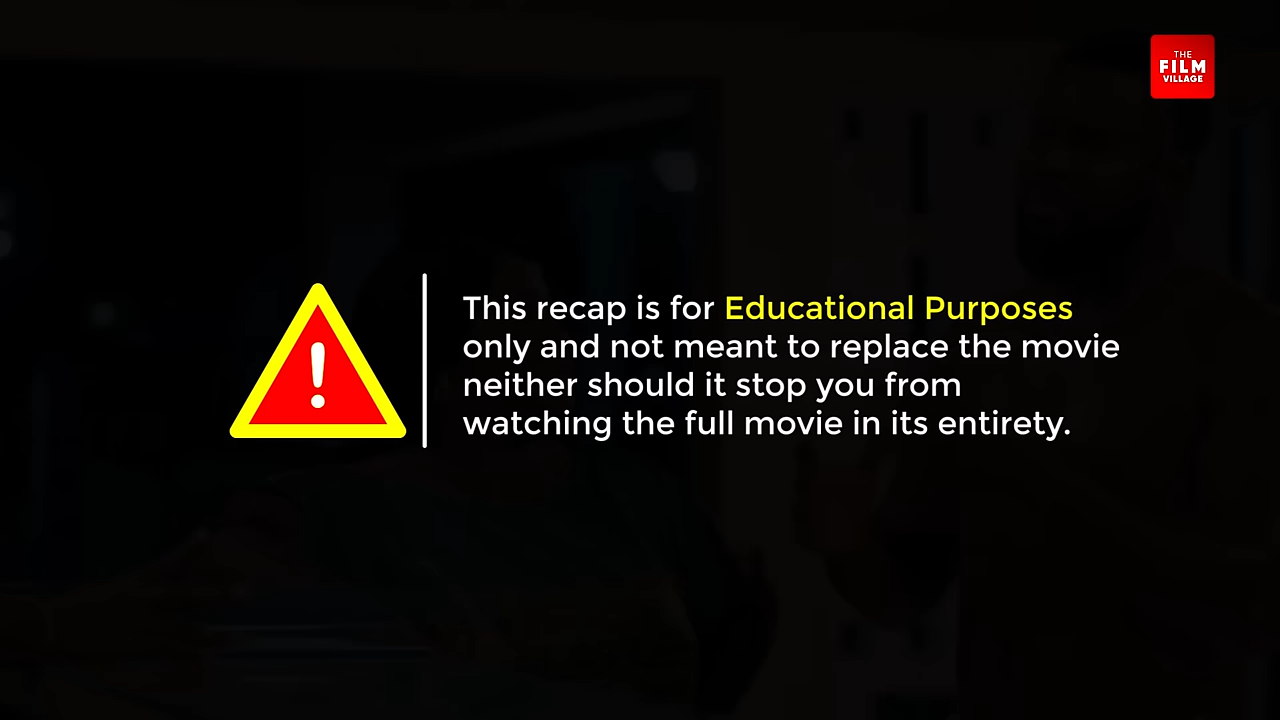 THE
FILM
VILLAGE
This recap is for Educational Purposes
only and not meant to replace the movie
neither should it stop you from
watching the full movie in its entirety.